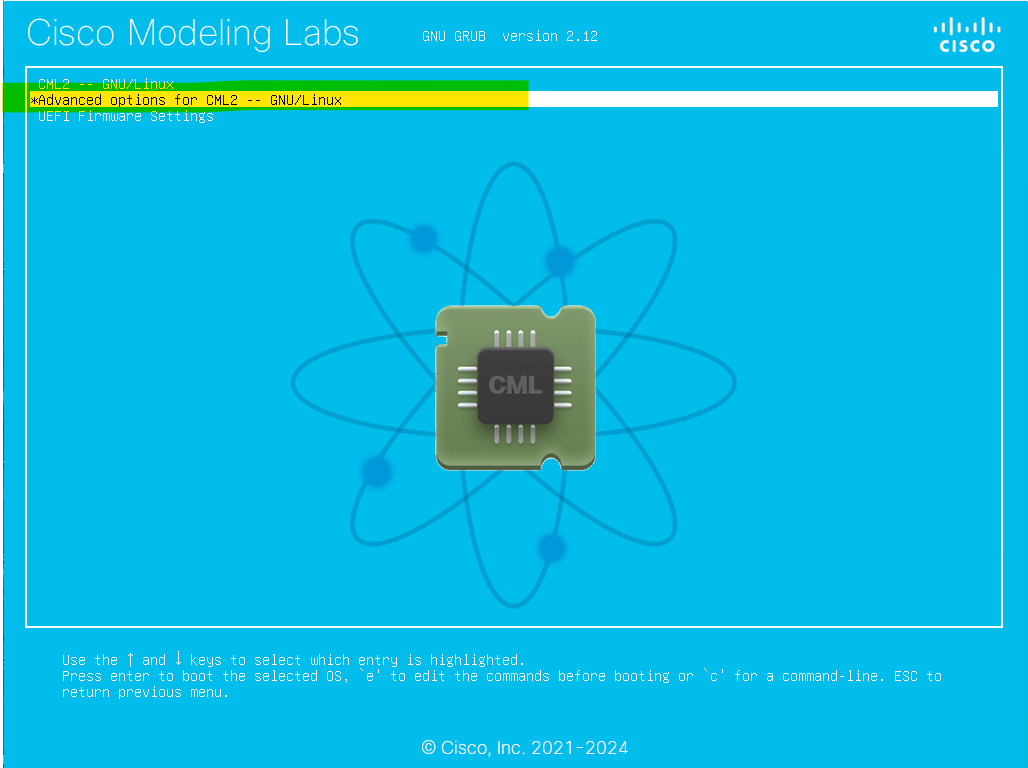 Cisco Modeling Labs
GNU GRUB version 2.12
CISCO
CML2 -- GNU/Linux
*Advanced options for CML2 -- GNU/Linux
UEFI Firmware Settings
CML
Use the ↑ and ↓ keys to select which entry is highlighted.
Press enter to boot the selected OS, `e' to edit the commands before booting or `c' for a command-line. ESC to
return previous menu.
© Cisco, Inc. 2021-2024